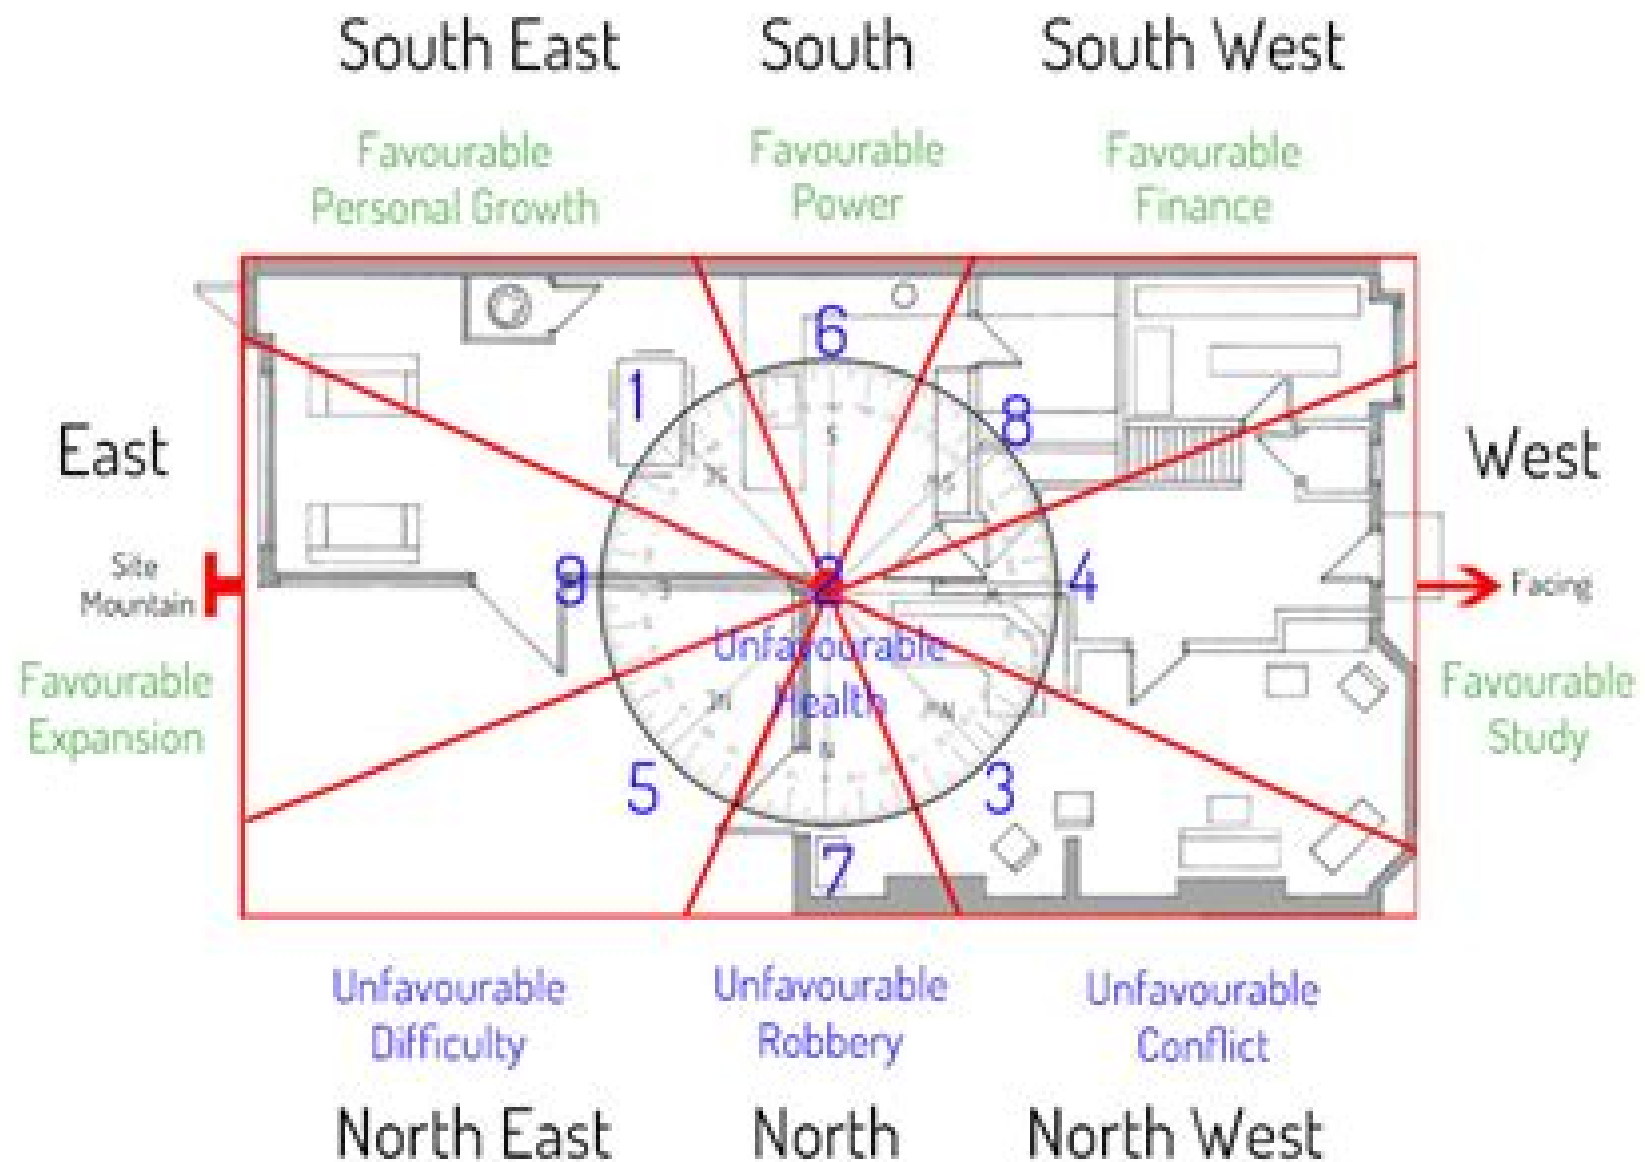 South East
South
South West
Favourable
Personal Growth
Favourable
Power
Favourable
Finance
6
1
8
East
West
S
Site
Mountain
9
2
4
Facing
Unfavourable
Health
Favourable
Expansion
Favourable
Study
N
5
3
7
Unfavourable
Difficulty
Unfavourable
Robbery
Unfavourable
Conflict
North East
North
North West